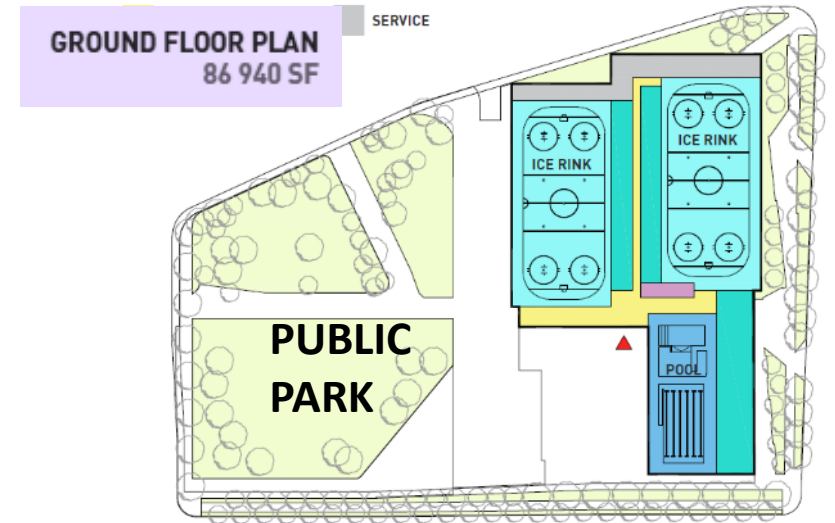 GROUND FLOOR PLAN
86 940 SF
SERVICE
ICE RINK
ICE RINK
PUBLIC
PARK
POOL